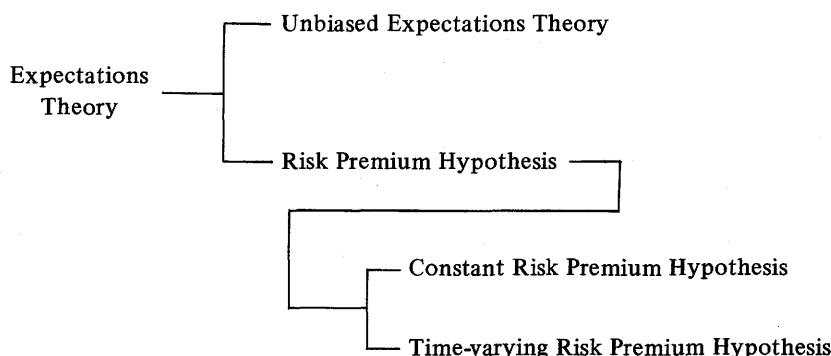 Unbiased Expectations Theory
Expectations
Theory
Risk Premium Hypothesis
Constant Risk Premium Hypothesis
Time-varying Risk Premium Hypothesis